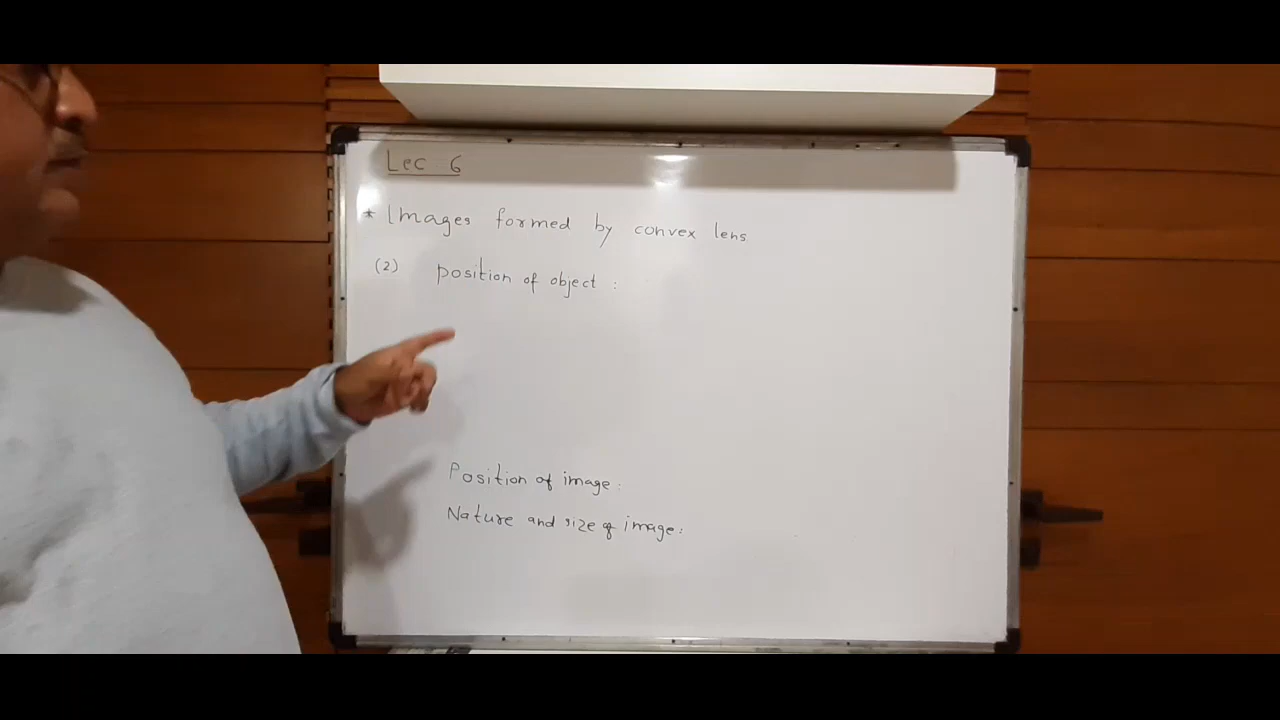 Lec 6
* Images formed by convex lens.
(2) position of object :
Position of image :
Nature and size of image :